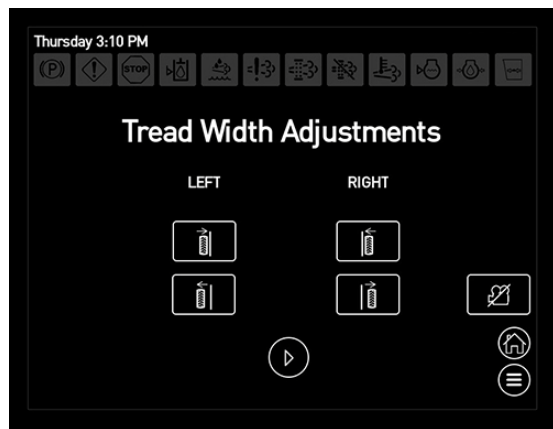 Thursday 3:10 PM
(P) STOP
Tread Width Adjustments
LEFT RIGHT